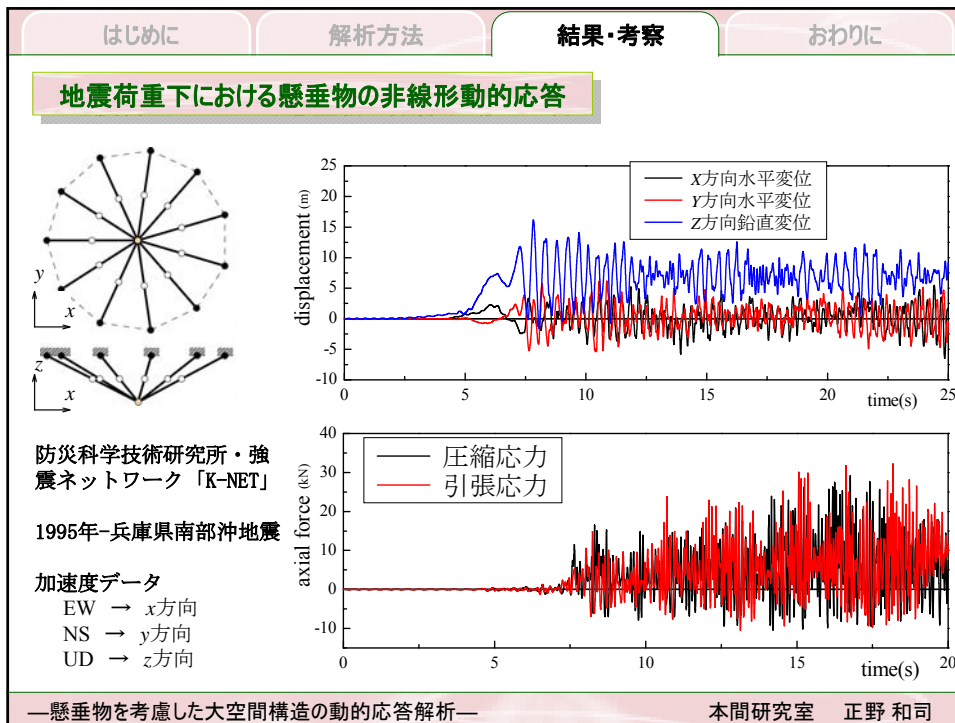 はじめに
解析方法
結果・考察
おわりに
地震荷重下における懸垂物の非線形動的応答
y
x
z
x
防災科学技術研究所・強
震ネットワーク「K-NET」
1995年-兵庫県南部沖地震
加速度データ
EW → x方向
NS → y方向
UD → z方向
displacement (m)
25
20
15
10
5
0
-5
-10
X方向水平変位
Y方向水平変位
Z方向鉛直変位
0 5 10 15 20 25
time(s)
axial force (kN)
40
30
20
10
0
-10
圧縮応力
引張応力
0 5 10 15 20
time(s)
―懸垂物を考慮した大空間構造の動的応答解析―
本間研究室 正野 和司